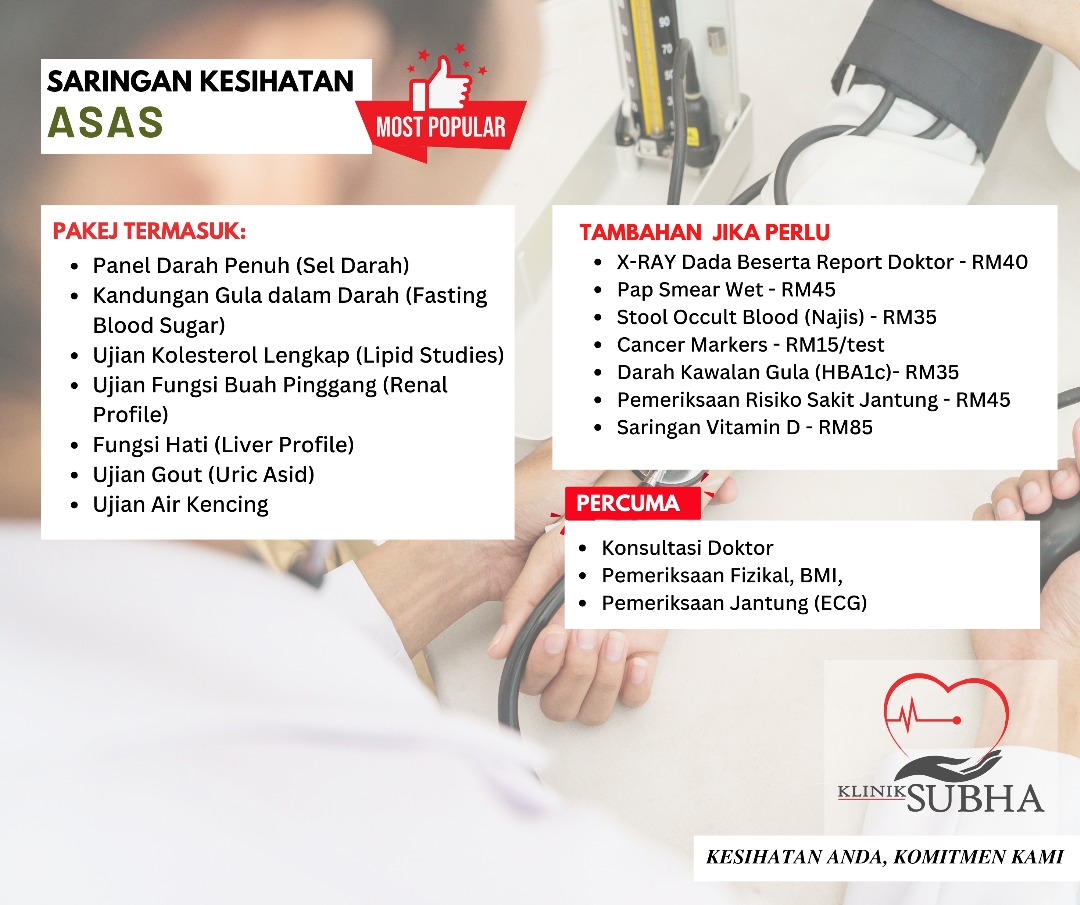 SARINGAN KESIHATAN
ASAS
MOST POPULAR
PAKEJ TERMASUK:
• Panel Darah Penuh (Sel Darah)
• Kandungan Gula dalam Darah (Fasting
Blood Sugar)
• Ujian Kolesterol Lengkap (Lipid Studies)
• Ujian Fungsi Buah Pinggang (Renal
Profile)
• Fungsi Hati (Liver Profile)
• Ujian Gout (Uric Asid)
• Ujian Air Kencing
TAMBAHAN JIKA PERLU
• X-RAY Dada Beserta Report Doktor - RM40
• Pap Smear Wet - RM45
• Stool Occult Blood (Najis) - RM35
• Cancer Markers - RM15/test
• Darah Kawalan Gula (HBA1c)- RM35
• Pemeriksaan Risiko Sakit Jantung - RM45
• Saringan Vitamin D - RM85
PERCUMA
• Konsultasi Doktor
• Pemeriksaan Fizikal, BMI,
• Pemeriksaan Jantung (ECG)
KLINIK SUBHA
KESIHATAN ANDA, KOMITMEN KAMI